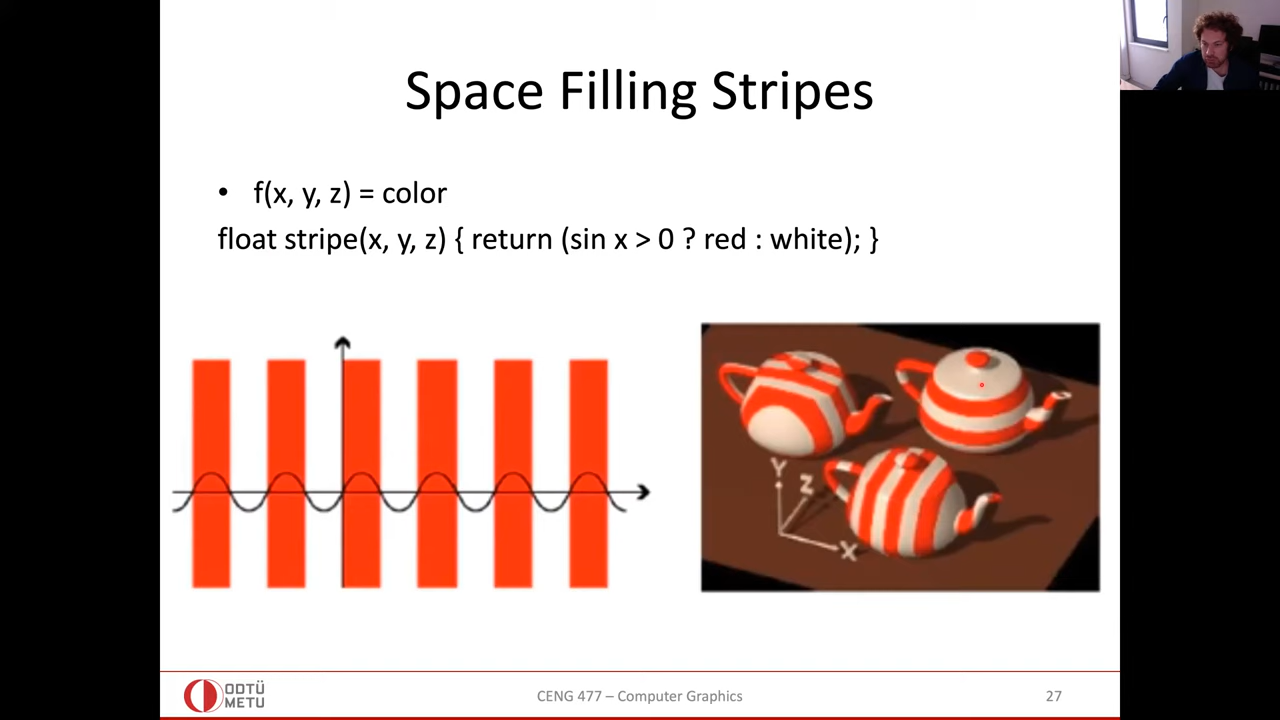 Space Filling Stripes
• f(x, y, z) = color
float stripe(x, y, z) { return (sin x > 0 ? red : white); }
Y
Z
X
ODTÜ
METU
CENG 477 – Computer Graphics
27